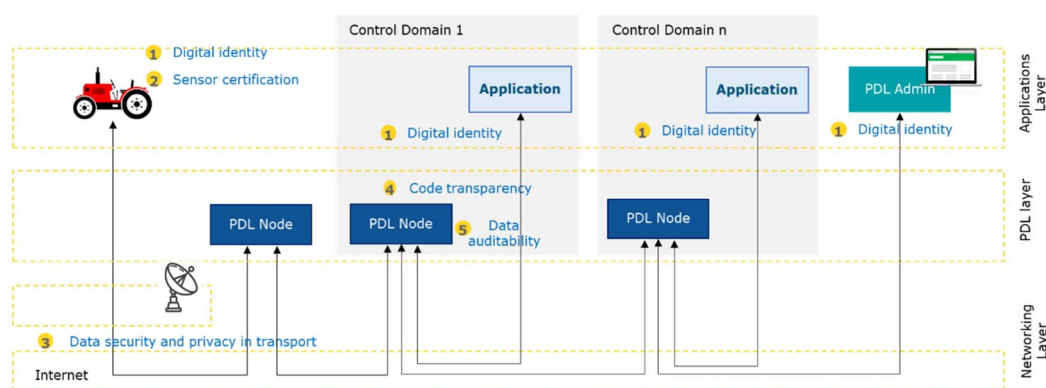 Control Domain 1
Control Domain n
1 Digital identity
2 Sensor certification
Application
Application
PDL Admin
1 Digital identity
1 Digital identity
1 Digital identity
Applications
Layer
4 Code transparency
PDL Node
PDL Node
5 Data
auditability
PDL Node
PDL layer
3 Data security and privacy in transport
Internet
Networking
Layer